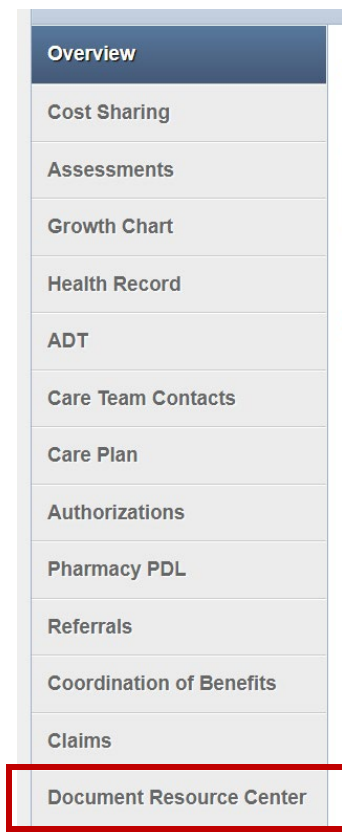 Overview
Cost Sharing
Assessments
Growth Chart
Health Record
ADT
Care Team Contacts
Care Plan
Authorizations
Pharmacy PDL
Referrals
Coordination of Benefits
Claims
Document Resource Center